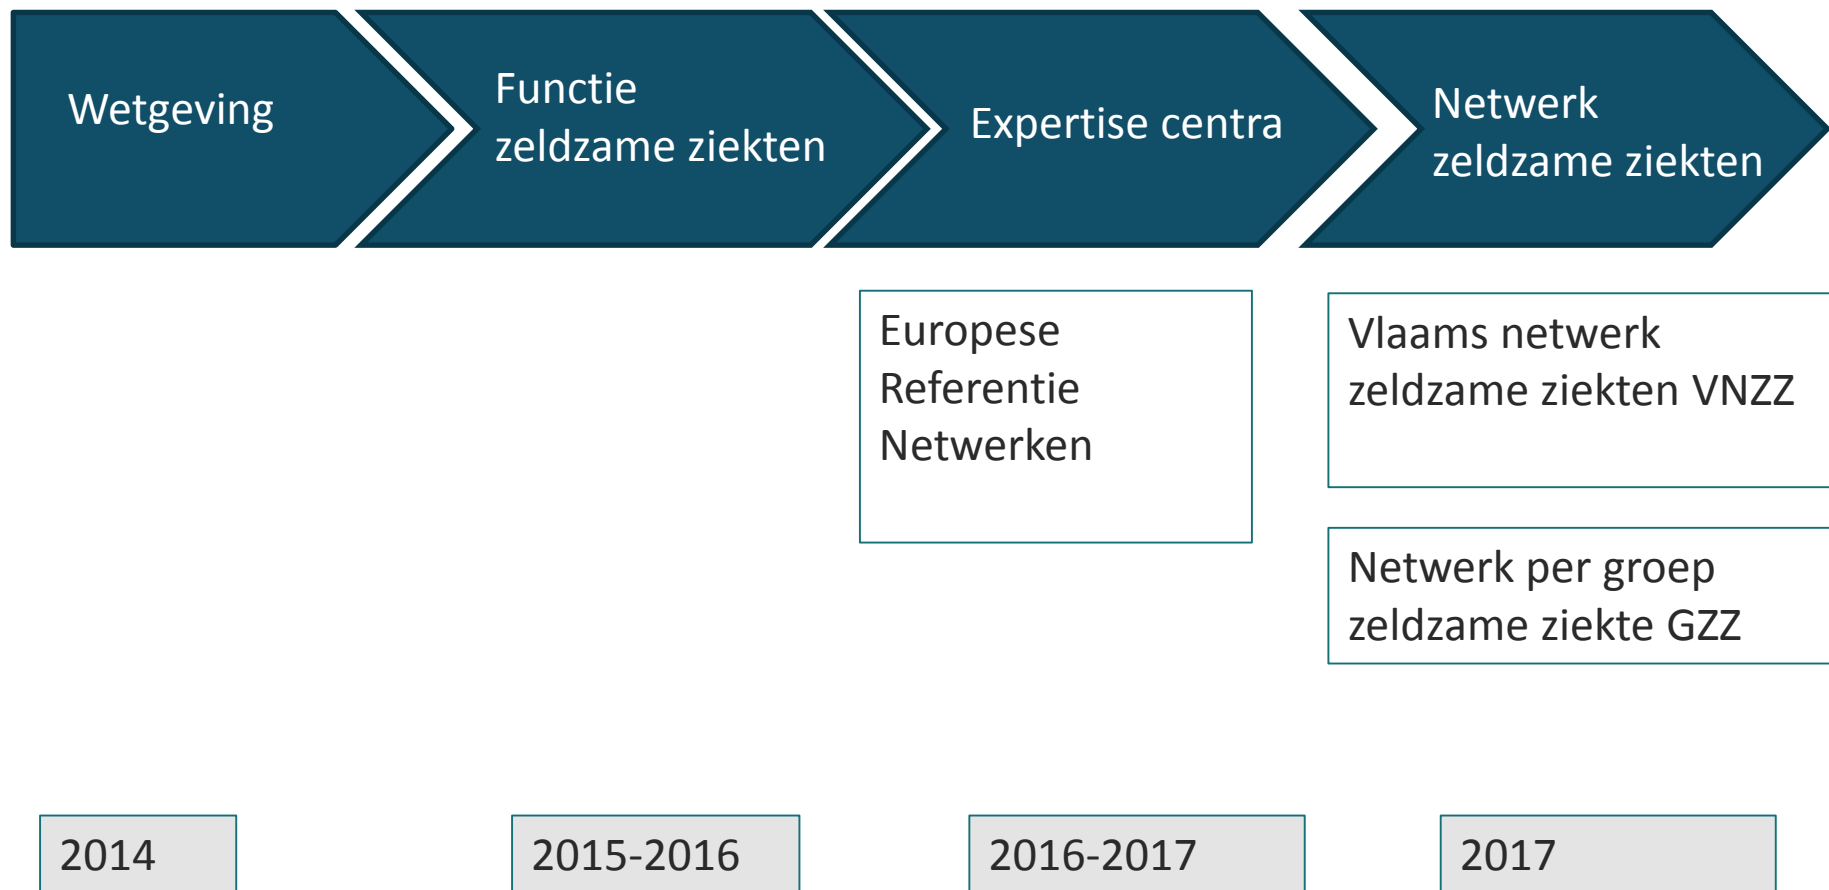 Wetgeving
Functie
zeldzame ziekten
Expertise centra
Netwerk
zeldzame ziekten
Europese
Referentie
Netwerken
Vlaams netwerk
zeldzame ziekten VNZZ
Netwerk per groep
zeldzame ziekte GZZ
2014
2015-2016
2016-2017
2017